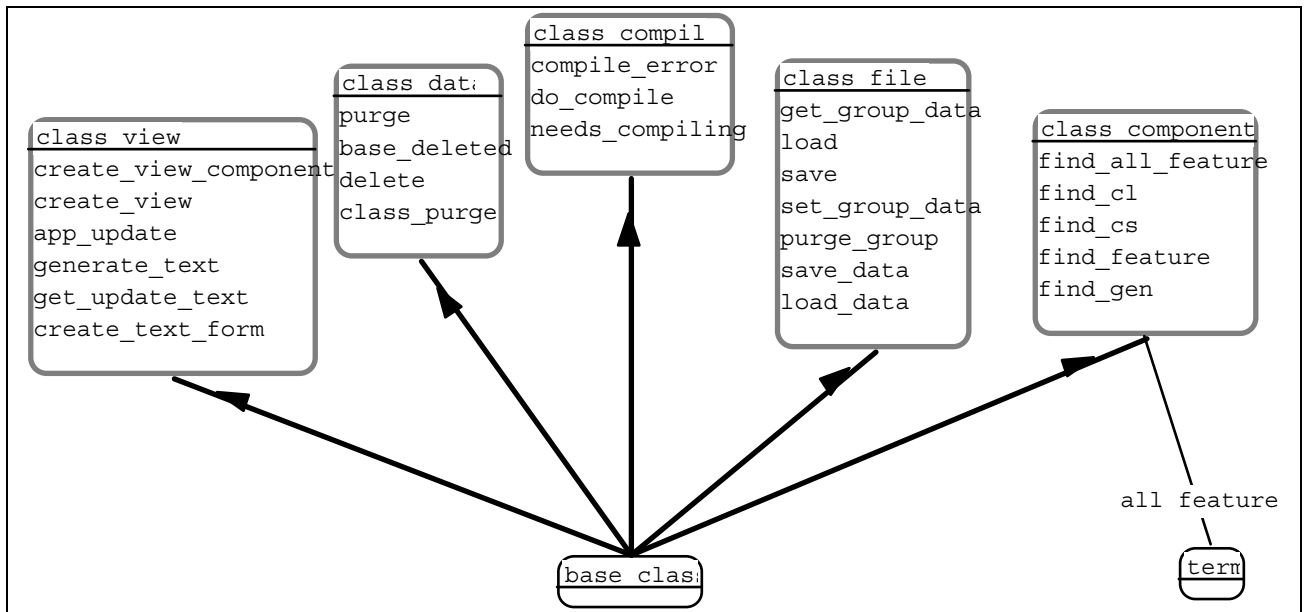 class view
create_view_component
create_view
app_update
generate_text
get_update_text
create_text_form
class data
purge
base_deleted
delete
class_purge
class compil
compile_error
do_compile
needs_compiling
class file
get_group_data
load
save
set_group_data
purge_group
save_data
load_data
class component
find_all_feature
find_cl
find_cs
find_feature
find_gen
all feature
base clas
term